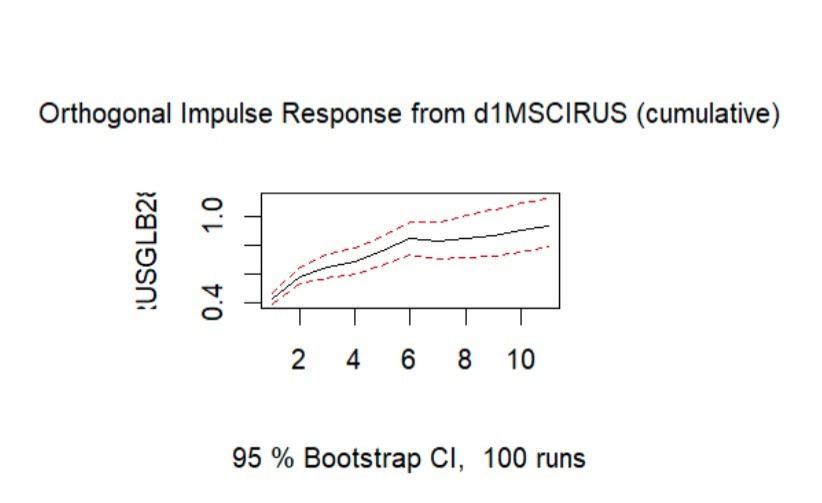 Orthogonal Impulse Response from d1MSCIRUS (cumulative)
1.0
0.4
2 4 6 8 10
95 % Bootstrap CI, 100 runs